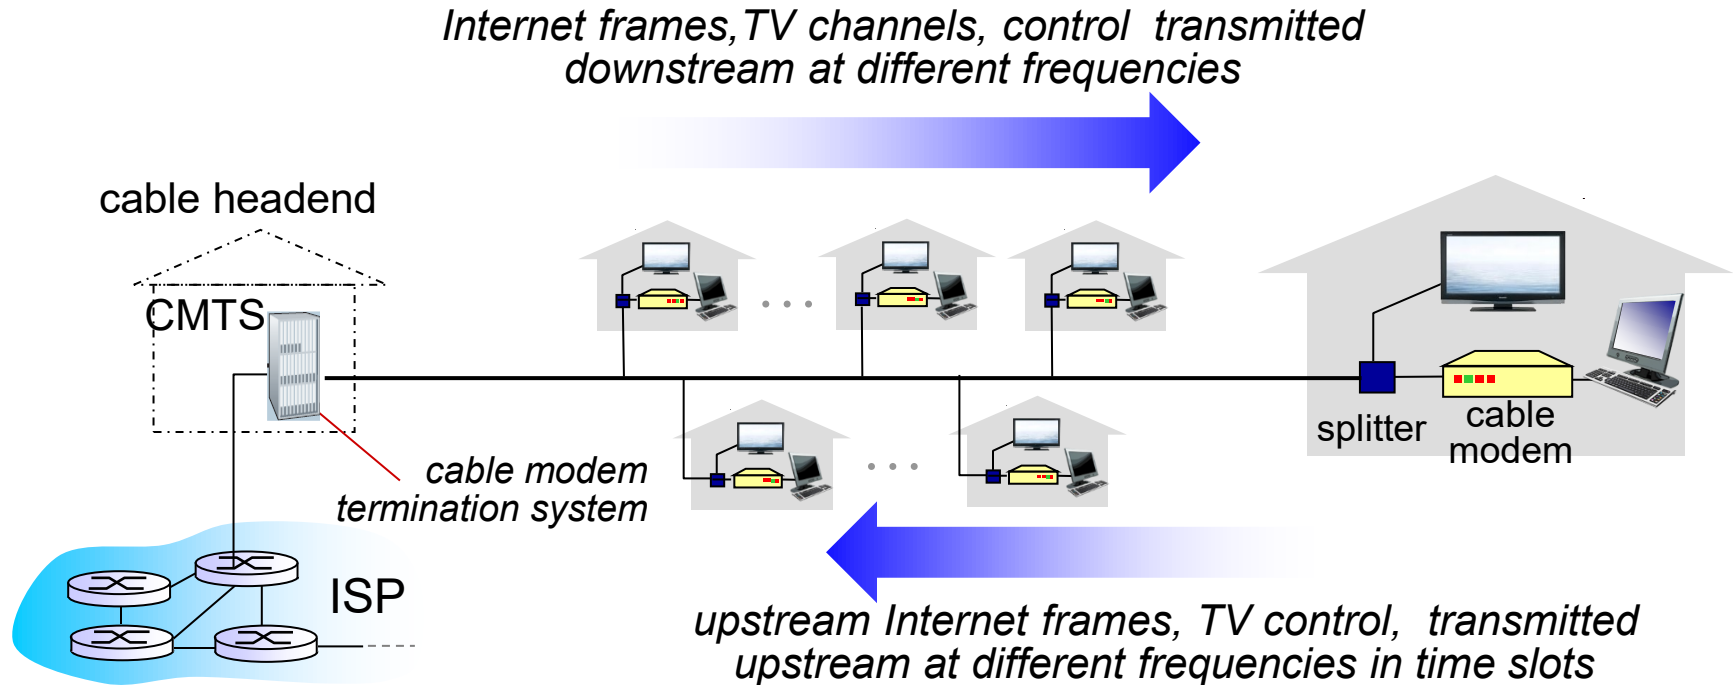 Internet frames,TV channels, control  transmitted
downstream at different frequencies
cable headend
CMTS
splitter
cable
modem
cable modem
termination system
ISP
upstream Internet frames, TV control,  transmitted
upstream at different frequencies in time slots